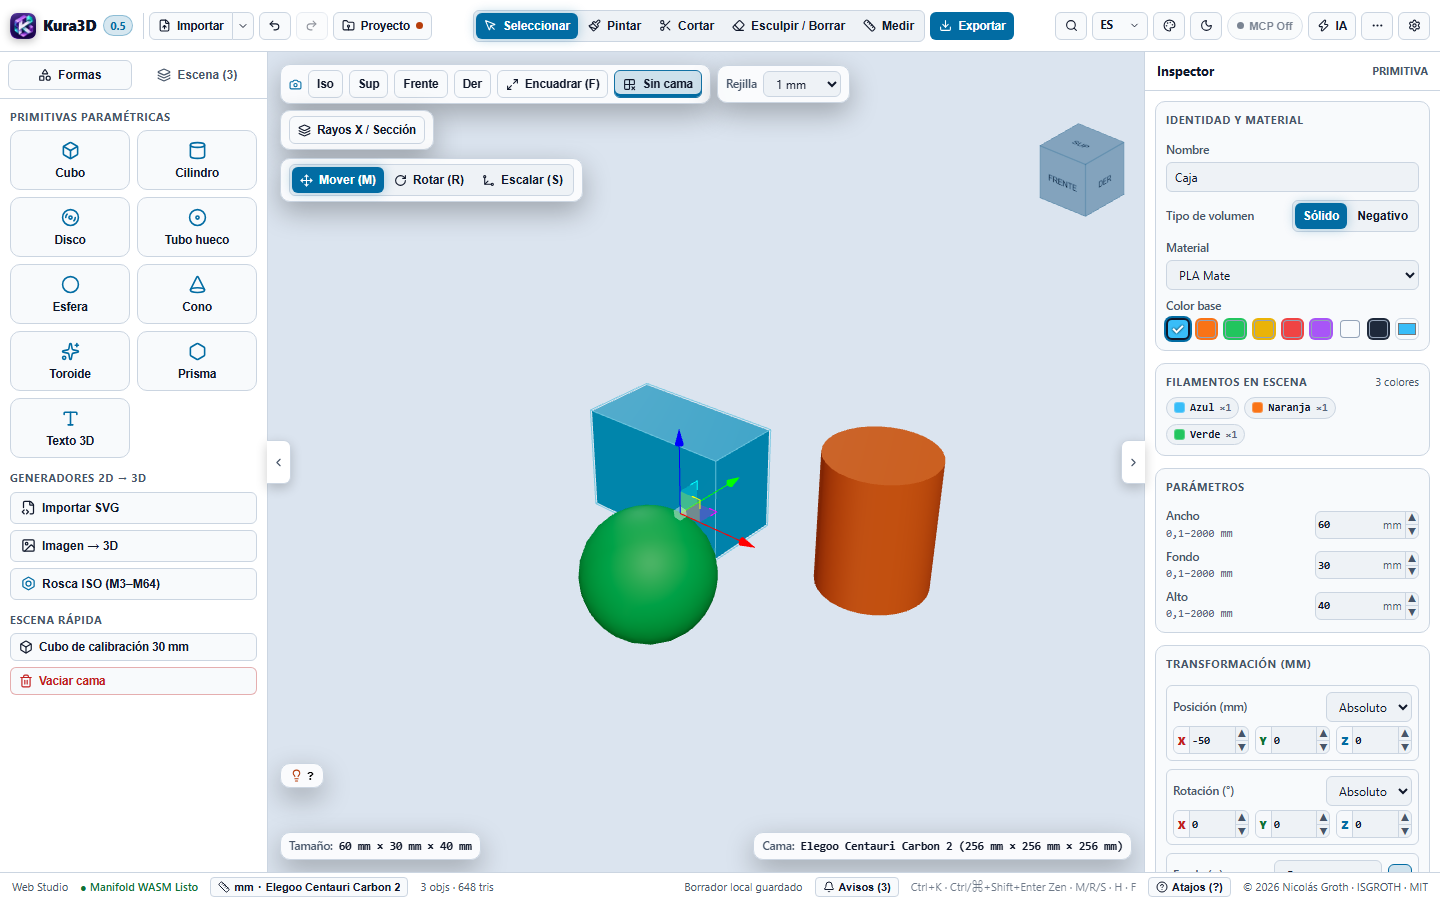 Kura3D 0.5 Importar Proyecto Seleccionar Pintar Cortar Esculpir / Borrar Medir Exportar ES MCP Off IA ...
Formas Escena (3)
PRIMITIVAS PARAMÉTRICAS
Cubo Cilindro
Disco Tubo hueco
Esfera Cono
Toroide Prisma
Texto 3D
GENERADORES 2D → 3D
Importar SVG
Imagen → 3D
Rosca ISO (M3–M64)
ESCENA RÁPIDA
Cubo de calibración 30 mm
Vaciar cama
Iso Sup Frente Der Encuadrar (F) Sin cama Rejilla 1 mm
Rayos X / Sección
Mover (M) Rotar (R) Escalar (S)
SUP
FRENTE DER
?
Tamaño: 60 mm × 30 mm × 40 mm
Cama: Elegoo Centauri Carbon 2 (256 mm × 256 mm × 256 mm)
Inspector PRIMITIVA
IDENTIDAD Y MATERIAL
Nombre
Caja
Tipo de volumen Sólido Negativo
Material
PLA Mate
Color base
FILAMENTOS EN ESCENA 3 colores
Azul ×1 Naranja ×1
Verde ×1
PARÁMETROS
Ancho
0,1–2000 mm 60 mm
Fondo
0,1–2000 mm 30 mm
Alto
0,1–2000 mm 40 mm
TRANSFORMACIÓN (MM)
Posición (mm) Absoluto
X -50 Y 0 Z 0
Rotación (°) Absoluto
X 0 Y 0 Z 0
Web Studio ● Manifold WASM Listo mm · Elegoo Centauri Carbon 2 3 objs · 648 tris Borrador local guardado Avisos (3) Ctrl+K · Ctrl/⌘+Shift+Enter Zen · M/R/S · H · F Atajos (?) © 2026 Nicolás Groth · ISGROTH · MIT